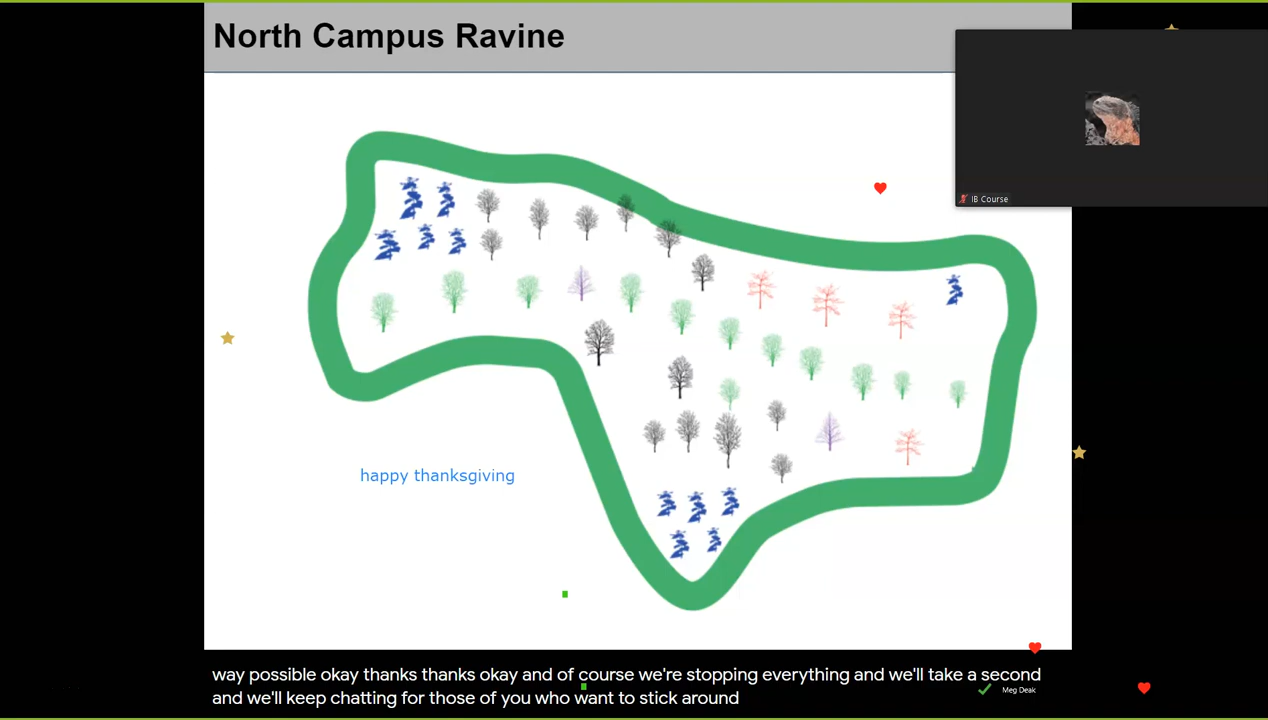 North Campus Ravine
IB Course
happy thanksgiving
way possible okay thanks thanks okay and of course we're stopping everything and we'll take a second
and we'll keep chatting for those of you who want to stick around
Meg Deak